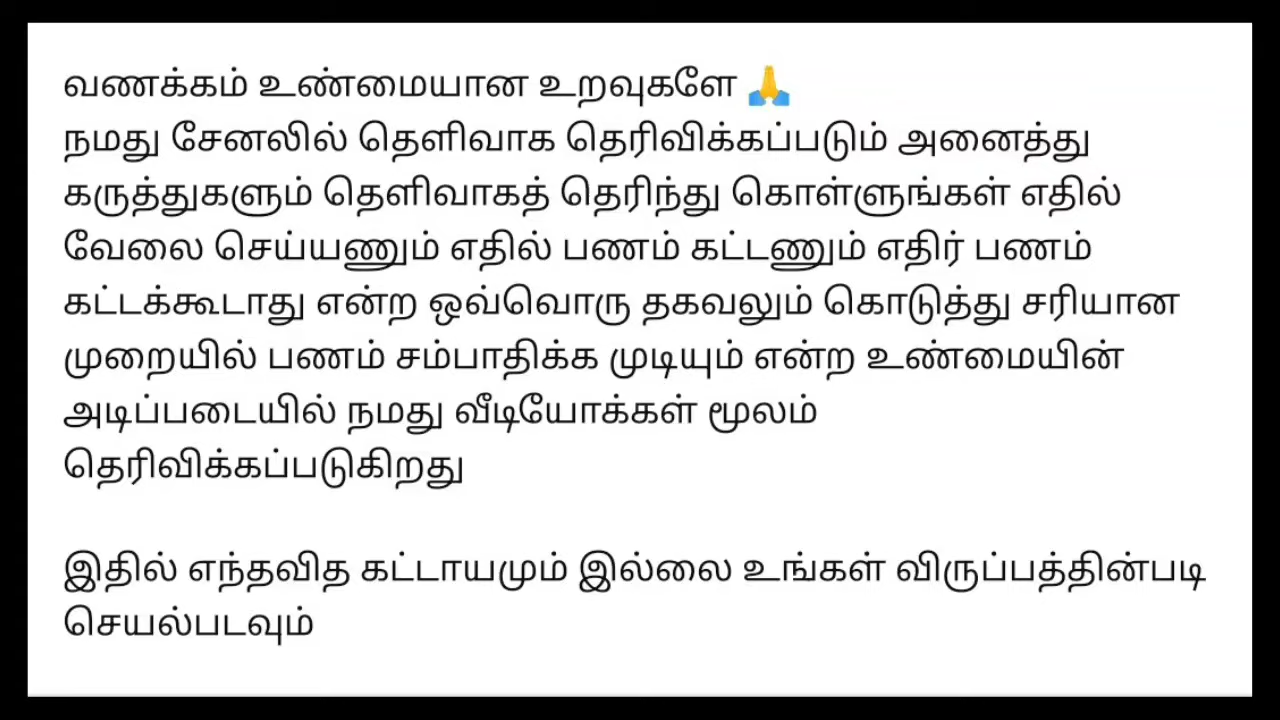 வணக்கம் உண்மையான உறவுகளே 🙏
நமது சேனலில் தெளிவாக தெரிவிக்கப்படும் அனைத்து
கருத்துகளும் தெளிவாகத் தெரிந்து கொள்ளுங்கள் எதில்
வேலை செய்யணும் எதில் பணம் கட்டணும் எதிர் பணம்
கட்டக்கூடாது என்ற ஒவ்வொரு தகவலும் கொடுத்து சரியான
முறையில் பணம் சம்பாதிக்க முடியும் என்ற உண்மையின்
அடிப்படையில் நமது வீடியோக்கள் மூலம்
தெரிவிக்கப்படுகிறது
இதில் எந்தவித கட்டாயமும் இல்லை உங்கள் விருப்பத்தின்படி
செயல்படவும்